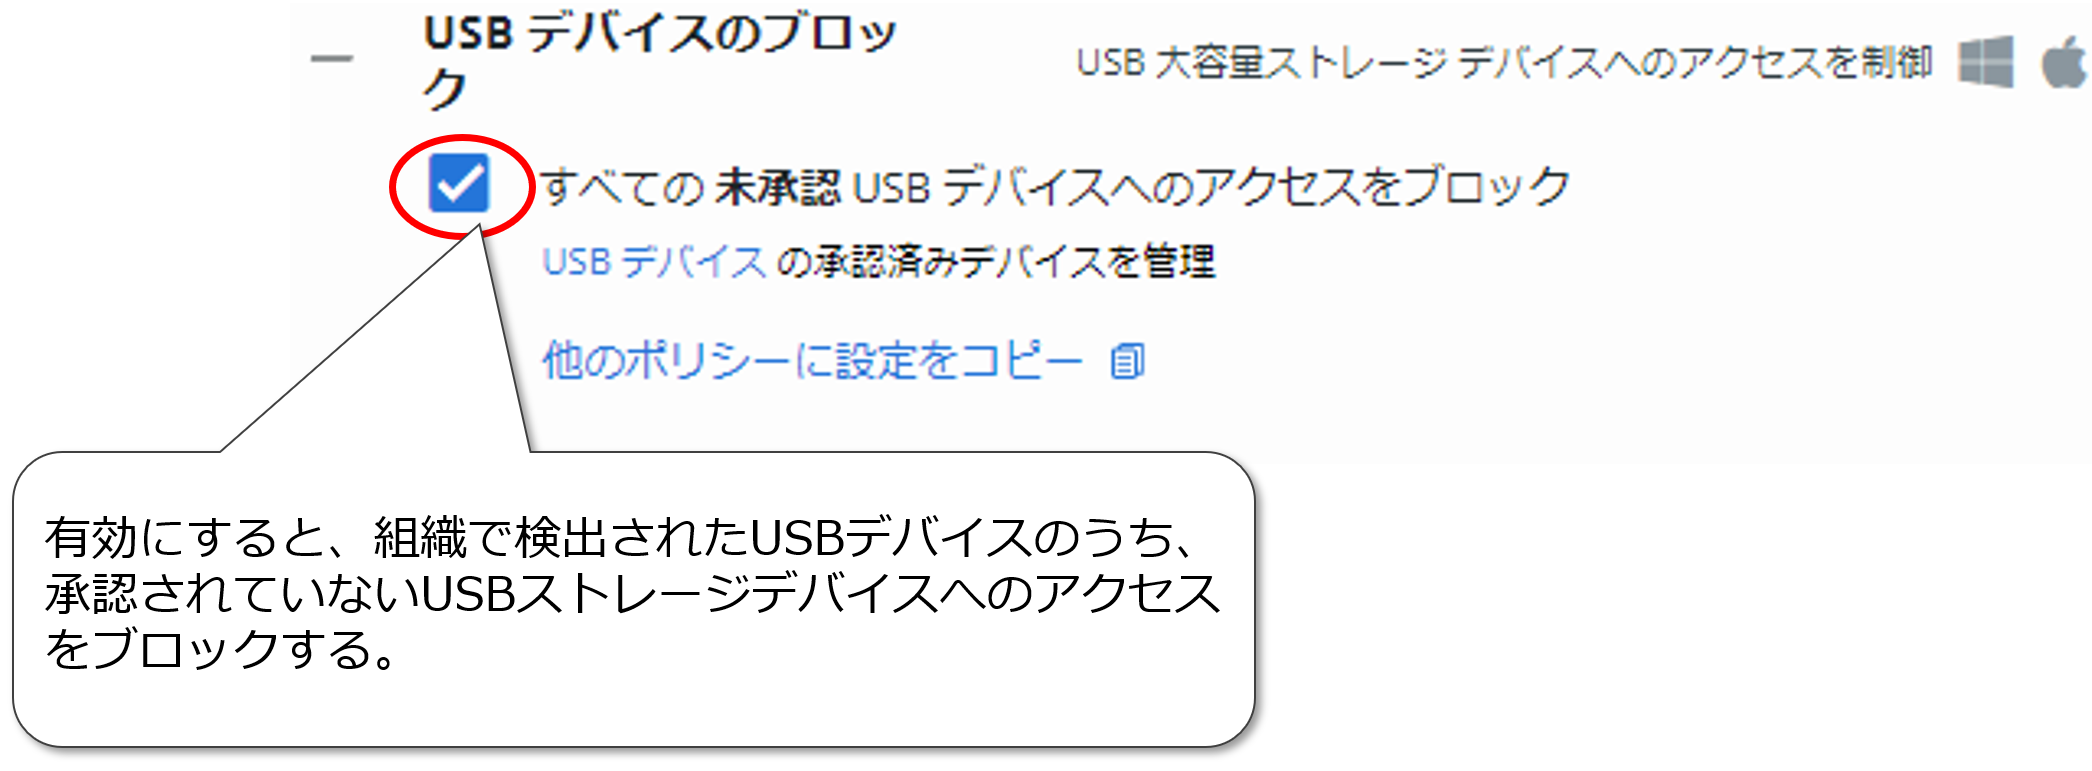 USB デバイスのブロッ
ク
USB 大容量ストレージ デバイスへのアクセスを制御
すべての 未承認 USB デバイスへのアクセスをブロック
USB デバイス の承認済みデバイスを管理
他のポリシーに設定をコピー
有効にすると、組織で検出されたUSBデバイスのうち、
承認されていないUSBストレージデバイスへのアクセス
をブロックする。